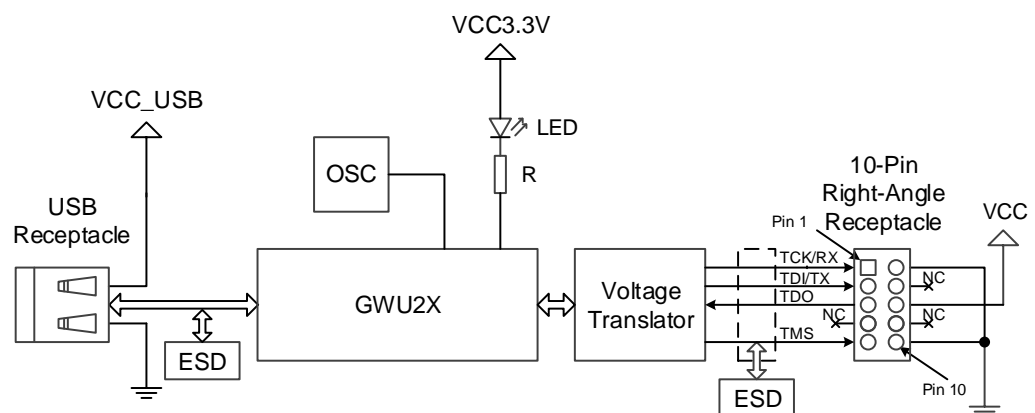 VCC3.3V
VCC_USB
LED
OSC
R
10-Pin
Right-Angle
Receptacle
VCC
USB
Receptacle
Pin 1
TCK/RX
TDI/TX
NC
GWU2X
Voltage
Translator
TDO
NC
NC
TMS
ESD
Pin 10
ESD